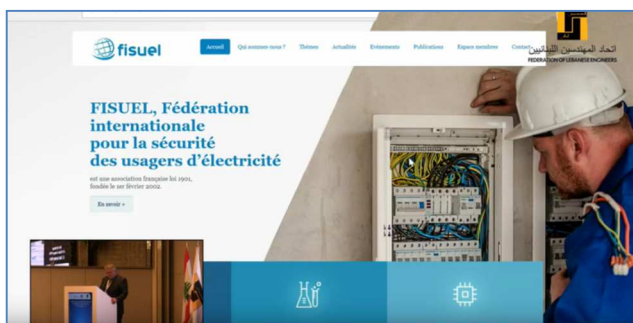 fisuel
Accueil
Qui sommes-nous ?
Thèmes
Actualités
Evénements
Publications
Espace membres
Contact
اتحاد المهندسين اللبنانيين
FEDERATION OF LEBANESE ENGINEERS
FISUEL, Fédération
internationale
pour la sécurité
des usagers d’électricité
est une association française loi 1901,
fondée le 1er février 2002.
En savoir +